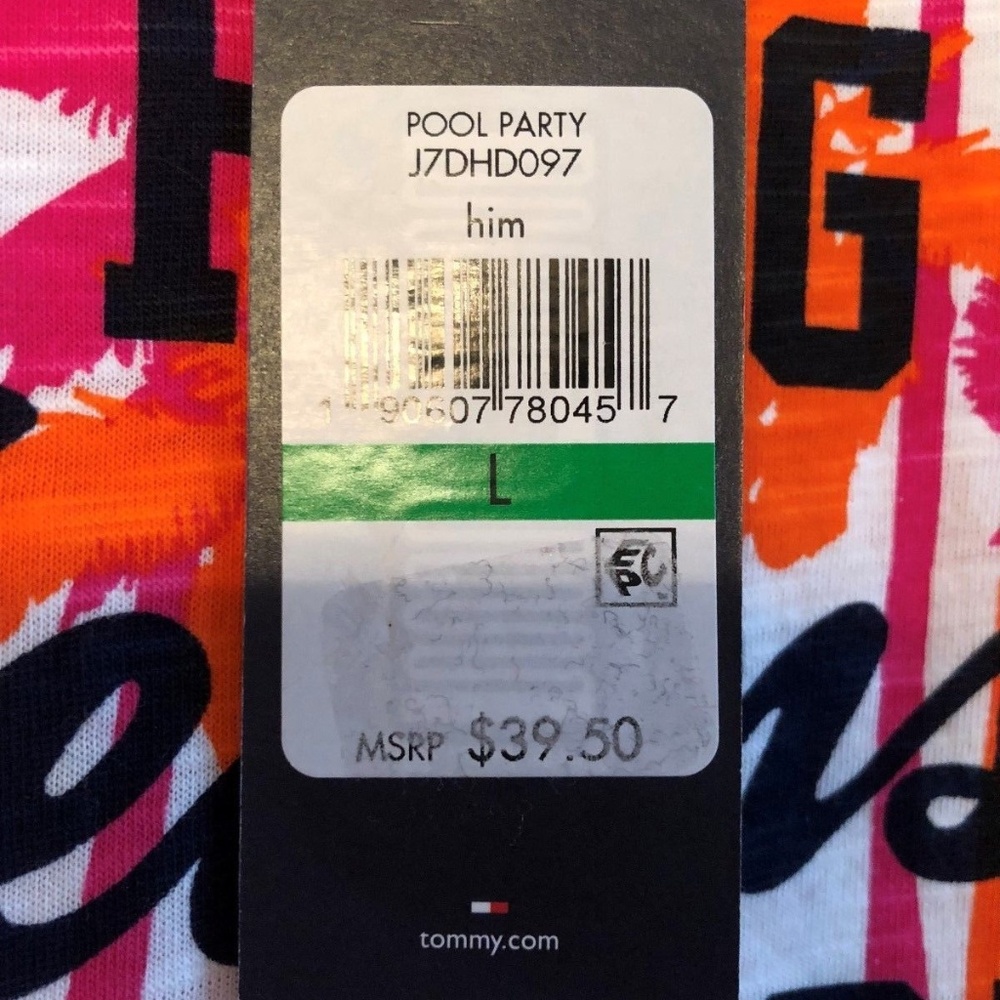 POOL PARTY
J7DHD097
him
1 90607 78045 7
L
EPC
MSRP $39.50
tommy.com
G